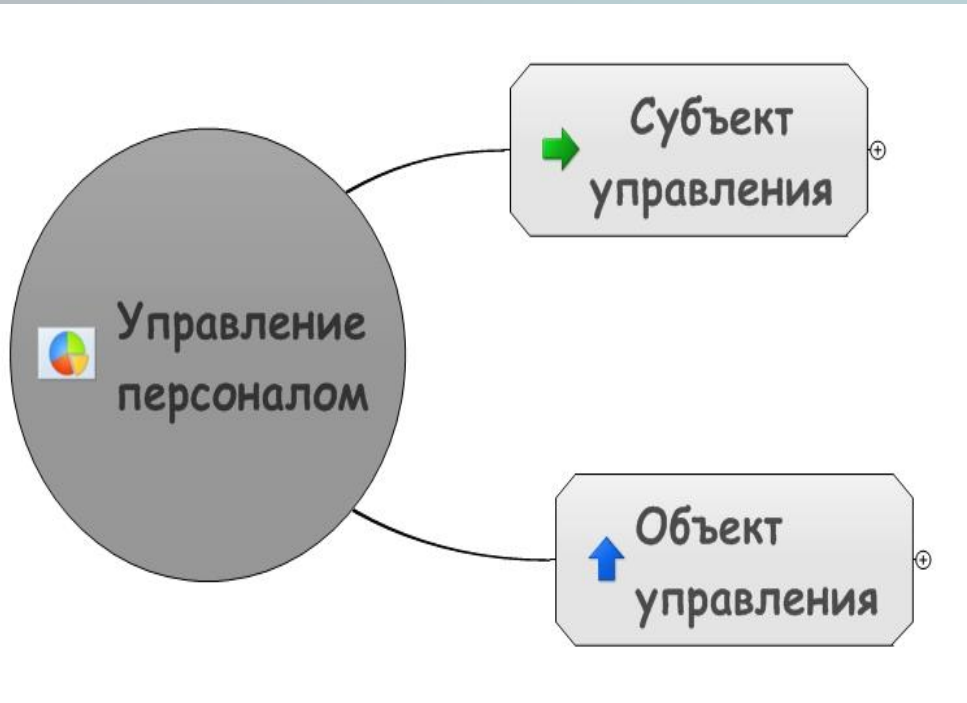 Субъект
управления
Управление
персоналом
Объект
управления